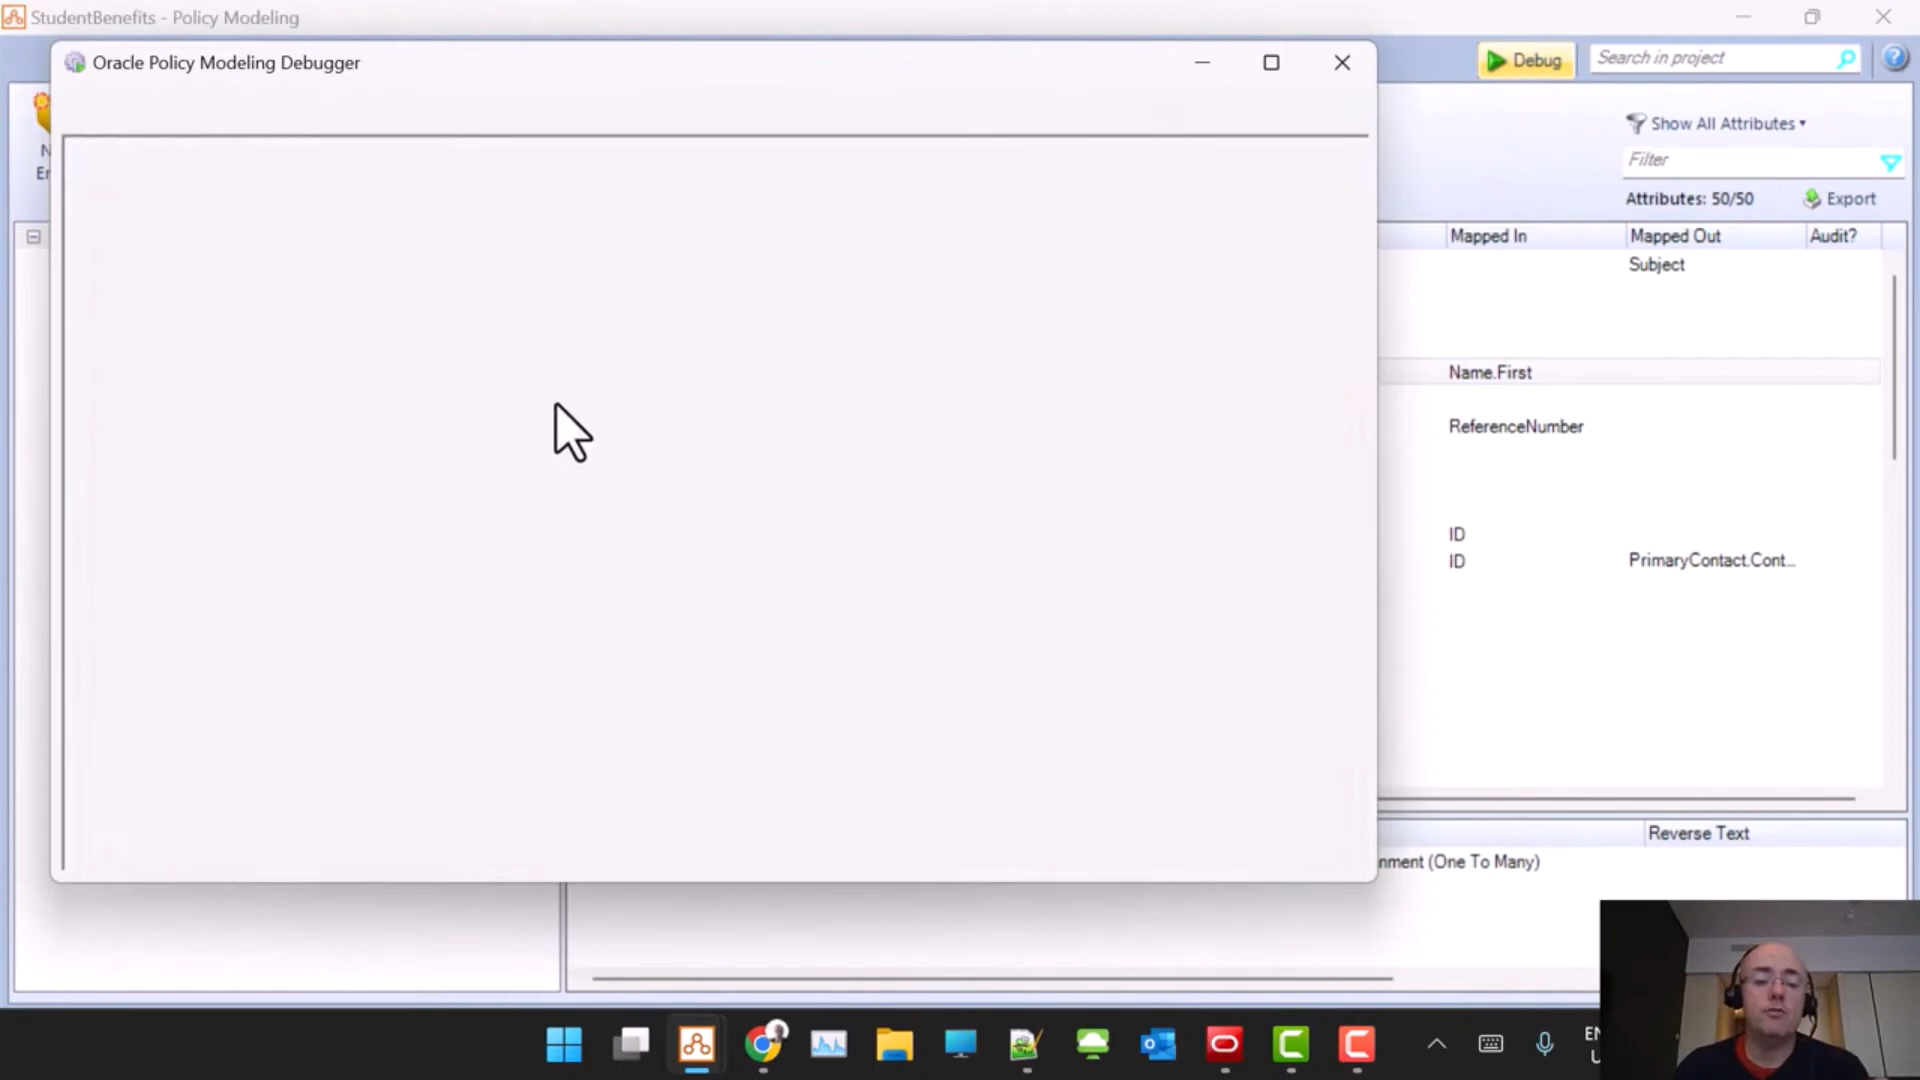 StudentBenefits - Policy Modeling
Oracle Policy Modeling Debugger
Debug
Search in project
Show All Attributes
Filter
Attributes: 50/50
Export
Mapped In
Mapped Out
Audit?
Subject
Name.First
ReferenceNumber
ID
ID
PrimaryContact.Cont...
Reverse Text
nment (One To Many)